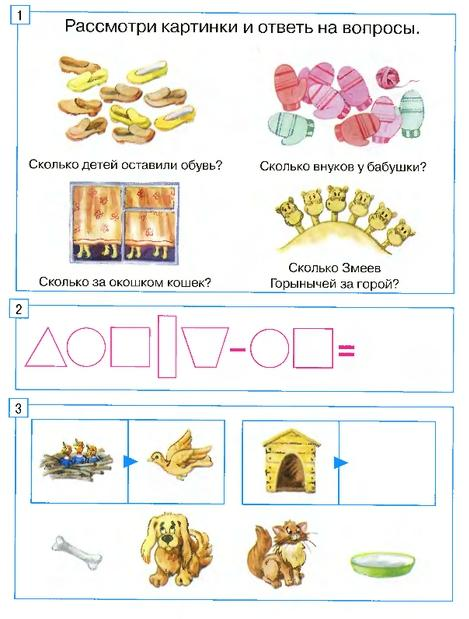 1
Рассмотри картинки и ответь на вопросы.
Сколько детей оставили обувь?
Сколько внуков у бабушки?
Сколько за окошком кошек?
Сколько Змеев
Горынычей за горой?
2
– =
3